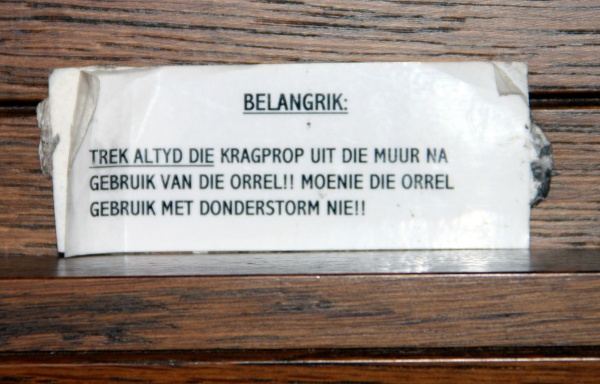 BELANGRIK:
TREK ALTYD DIE KRAGPROP UIT DIE MUUR NA
GEBRUIK VAN DIE ORREL!! MOENIE DIE ORREL
GEBRUIK MET DONDERSTORM NIE!!